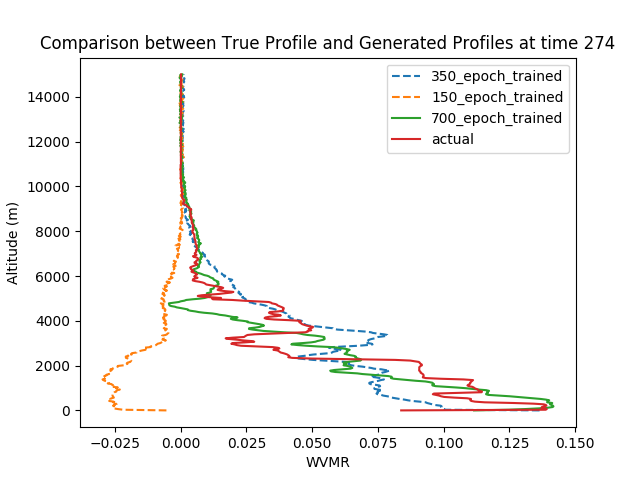 Comparison between True Profile and Generated Profiles at time 274
350_epoch_trained
150_epoch_trained
700_epoch_trained
actual
Altitude (m)
14000
12000
10000
8000
6000
4000
2000
0
−0.025
0.000
0.025
0.050
0.075
0.100
0.125
0.150
WVMR